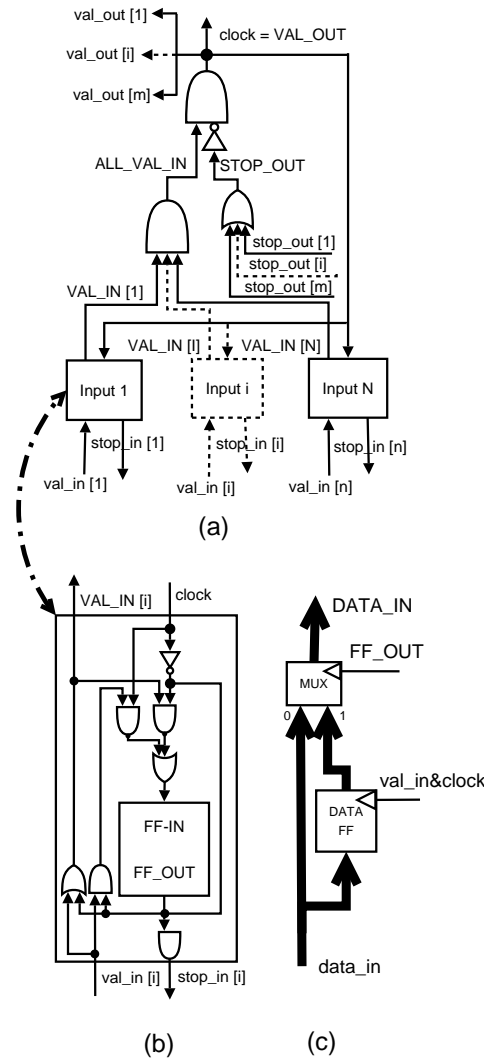 val_out [1]
clock = VAL_OUT
val_out [i]
val_out [m]
ALL_VAL_IN
STOP_OUT
stop_out [1]
stop_out [i]
stop_out [m]
VAL_IN [1]
VAL_IN [I]
VAL_IN [N]
Input 1
Input i
Input N
stop_in [1]
stop_in [i]
stop_in [n]
val_in [1]
val_in [i]
val_in [n]
(a)
VAL_IN [i]
clock
DATA_IN
FF_OUT
MUX
0
1
val_in&clock
FF-IN
DATA
FF
FF_OUT
val_in [i]
stop_in [i]
data_in
(b)
(c)